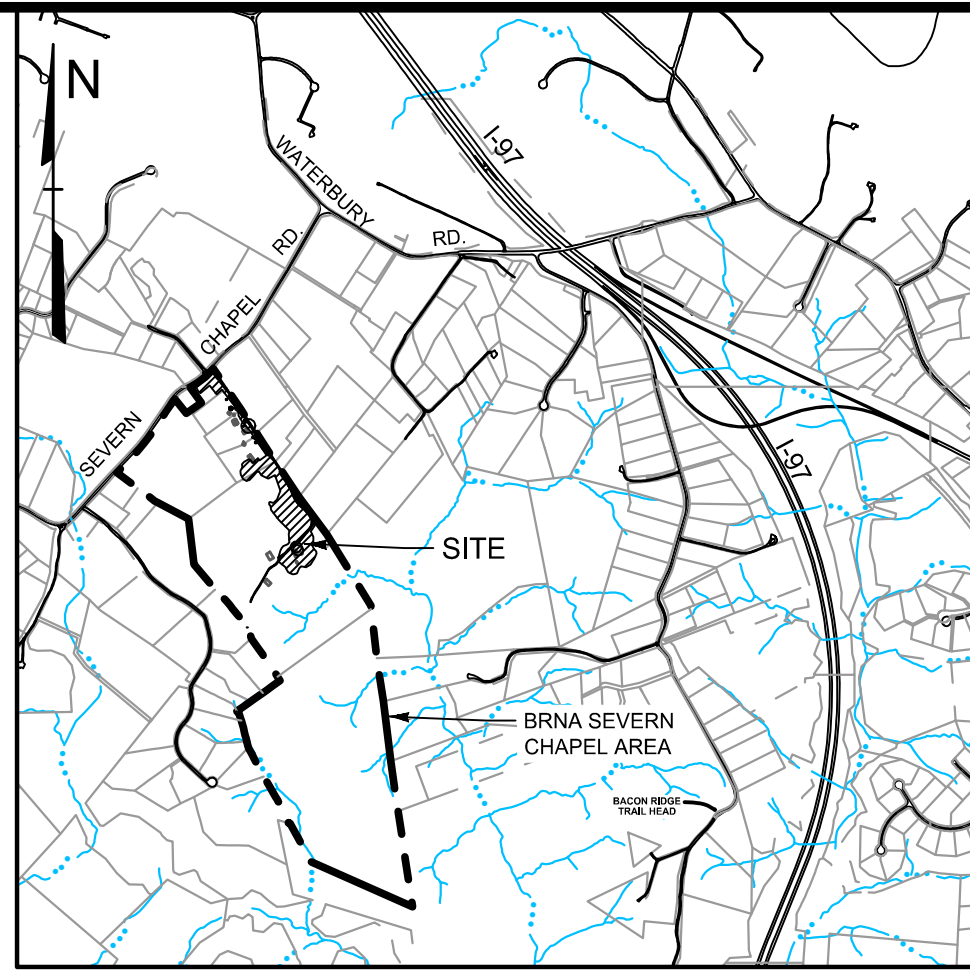 N
I-97
WATERBURY
RD.
RD.
CHAPEL
SEVERN
I-97
SITE
BRNA SEVERN
CHAPEL AREA
BACON RIDGE
TRAIL HEAD